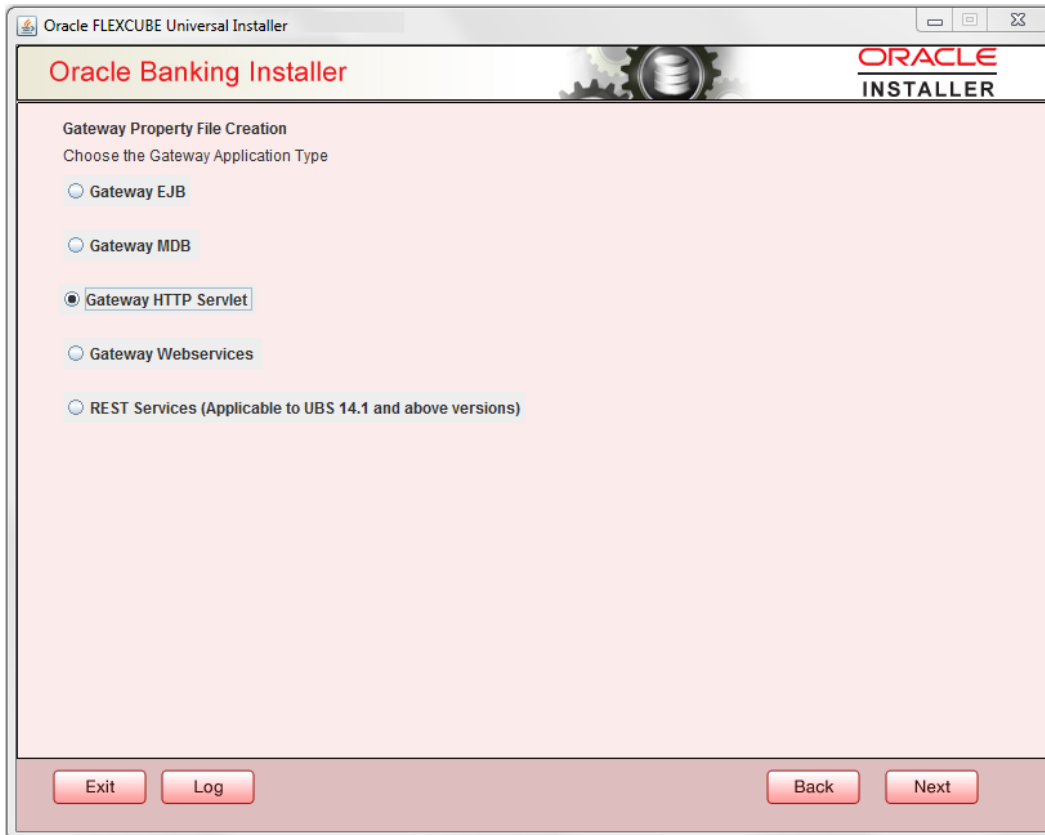 Oracle FLEXCUBE Universal Installer
Oracle Banking Installer
ORACLE
INSTALLER
Gateway Property File Creation
Choose the Gateway Application Type
Gateway EJB
Gateway MDB
Gateway HTTP Servlet
Gateway Webservices
REST Services (Applicable to UBS 14.1 and above versions)
Exit
Log
Back
Next